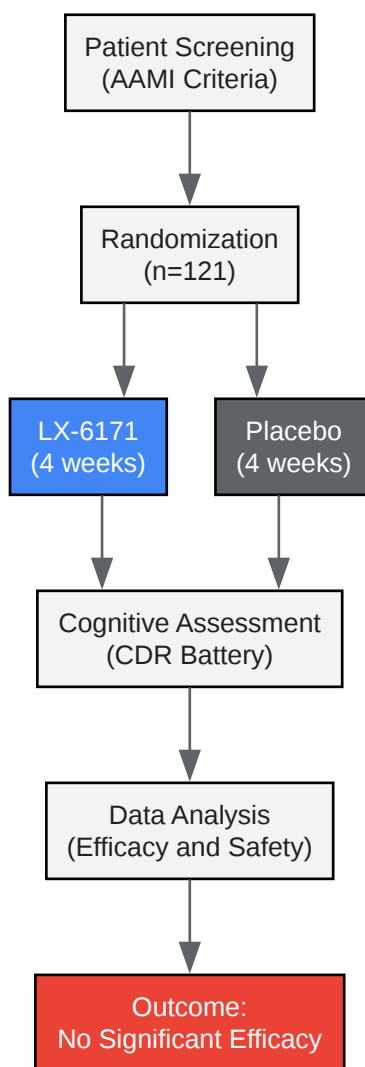 Patient Screening
(AAMI Criteria)
Randomization
(n=121)
LX-6171
(4 weeks)
Placebo
(4 weeks)
Cognitive Assessment
(CDR Battery)
Data Analysis
(Efficacy and Safety)
Outcome:
No Significant Efficacy